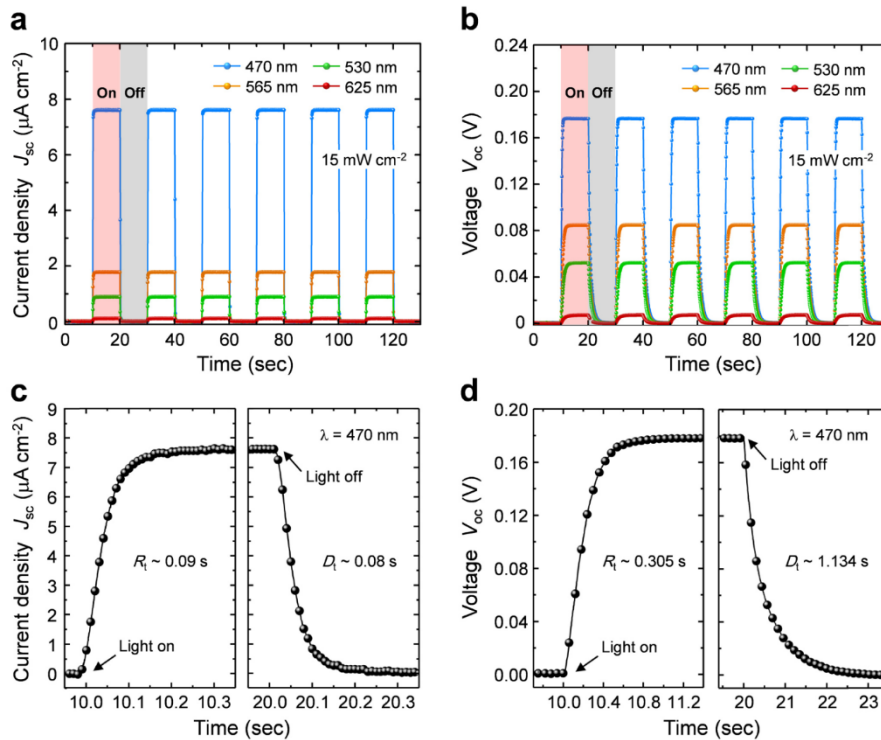 a
Current density Jsc (μA cm-2)
10
8
6
4
2
0
On Off
470 nm 530 nm
565 nm 625 nm
15 mW cm-2
0 20 40 60 80 100 120
Time (sec)
b
Voltage Voc (V)
0.24
0.20
0.16
0.12
0.08
0.04
0
On Off
470 nm 530 nm
565 nm 625 nm
15 mW cm-2
0 20 40 60 80 100 120
Time (sec)
c
Current density Jsc (μA cm-2)
9
8
7
6
5
4
3
2
1
0
λ = 470 nm
Light off
Rt ~ 0.09 s
Dt ~ 0.08 s
Light on
10.0 10.1 10.2 10.3 20.0 20.1 20.2 20.3
Time (sec)
d
Voltage Voc (V)
0.20
0.16
0.12
0.08
0.04
0.00
λ = 470 nm
Light off
Rt ~ 0.305 s
Dt ~ 1.134 s
Light on
10.0 10.4 10.8 11.2 20 21 22 23
Time (sec)